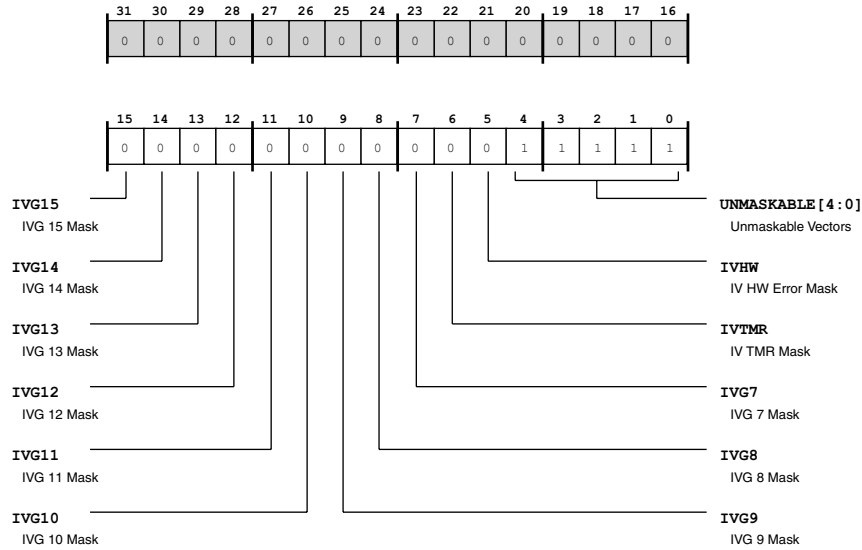 31 30 29 28 27 26 25 24 23 22 21 20 19 18 17 16
0 0 0 0 0 0 0 0 0 0 0 0 0 0 0 0
15 14 13 12 11 10 9 8 7 6 5 4 3 2 1 0
0 0 0 0 0 0 0 0 0 0 0 1 1 1 1 1
IVG15
IVG 15 Mask
IVG14
IVG 14 Mask
IVG13
IVG 13 Mask
IVG12
IVG 12 Mask
IVG11
IVG 11 Mask
IVG10
IVG 10 Mask
UNMASKABLE[4:0]
Unmaskable Vectors
IVHW
IV HW Error Mask
IVTMR
IV TMR Mask
IVG7
IVG 7 Mask
IVG8
IVG 8 Mask
IVG9
IVG 9 Mask